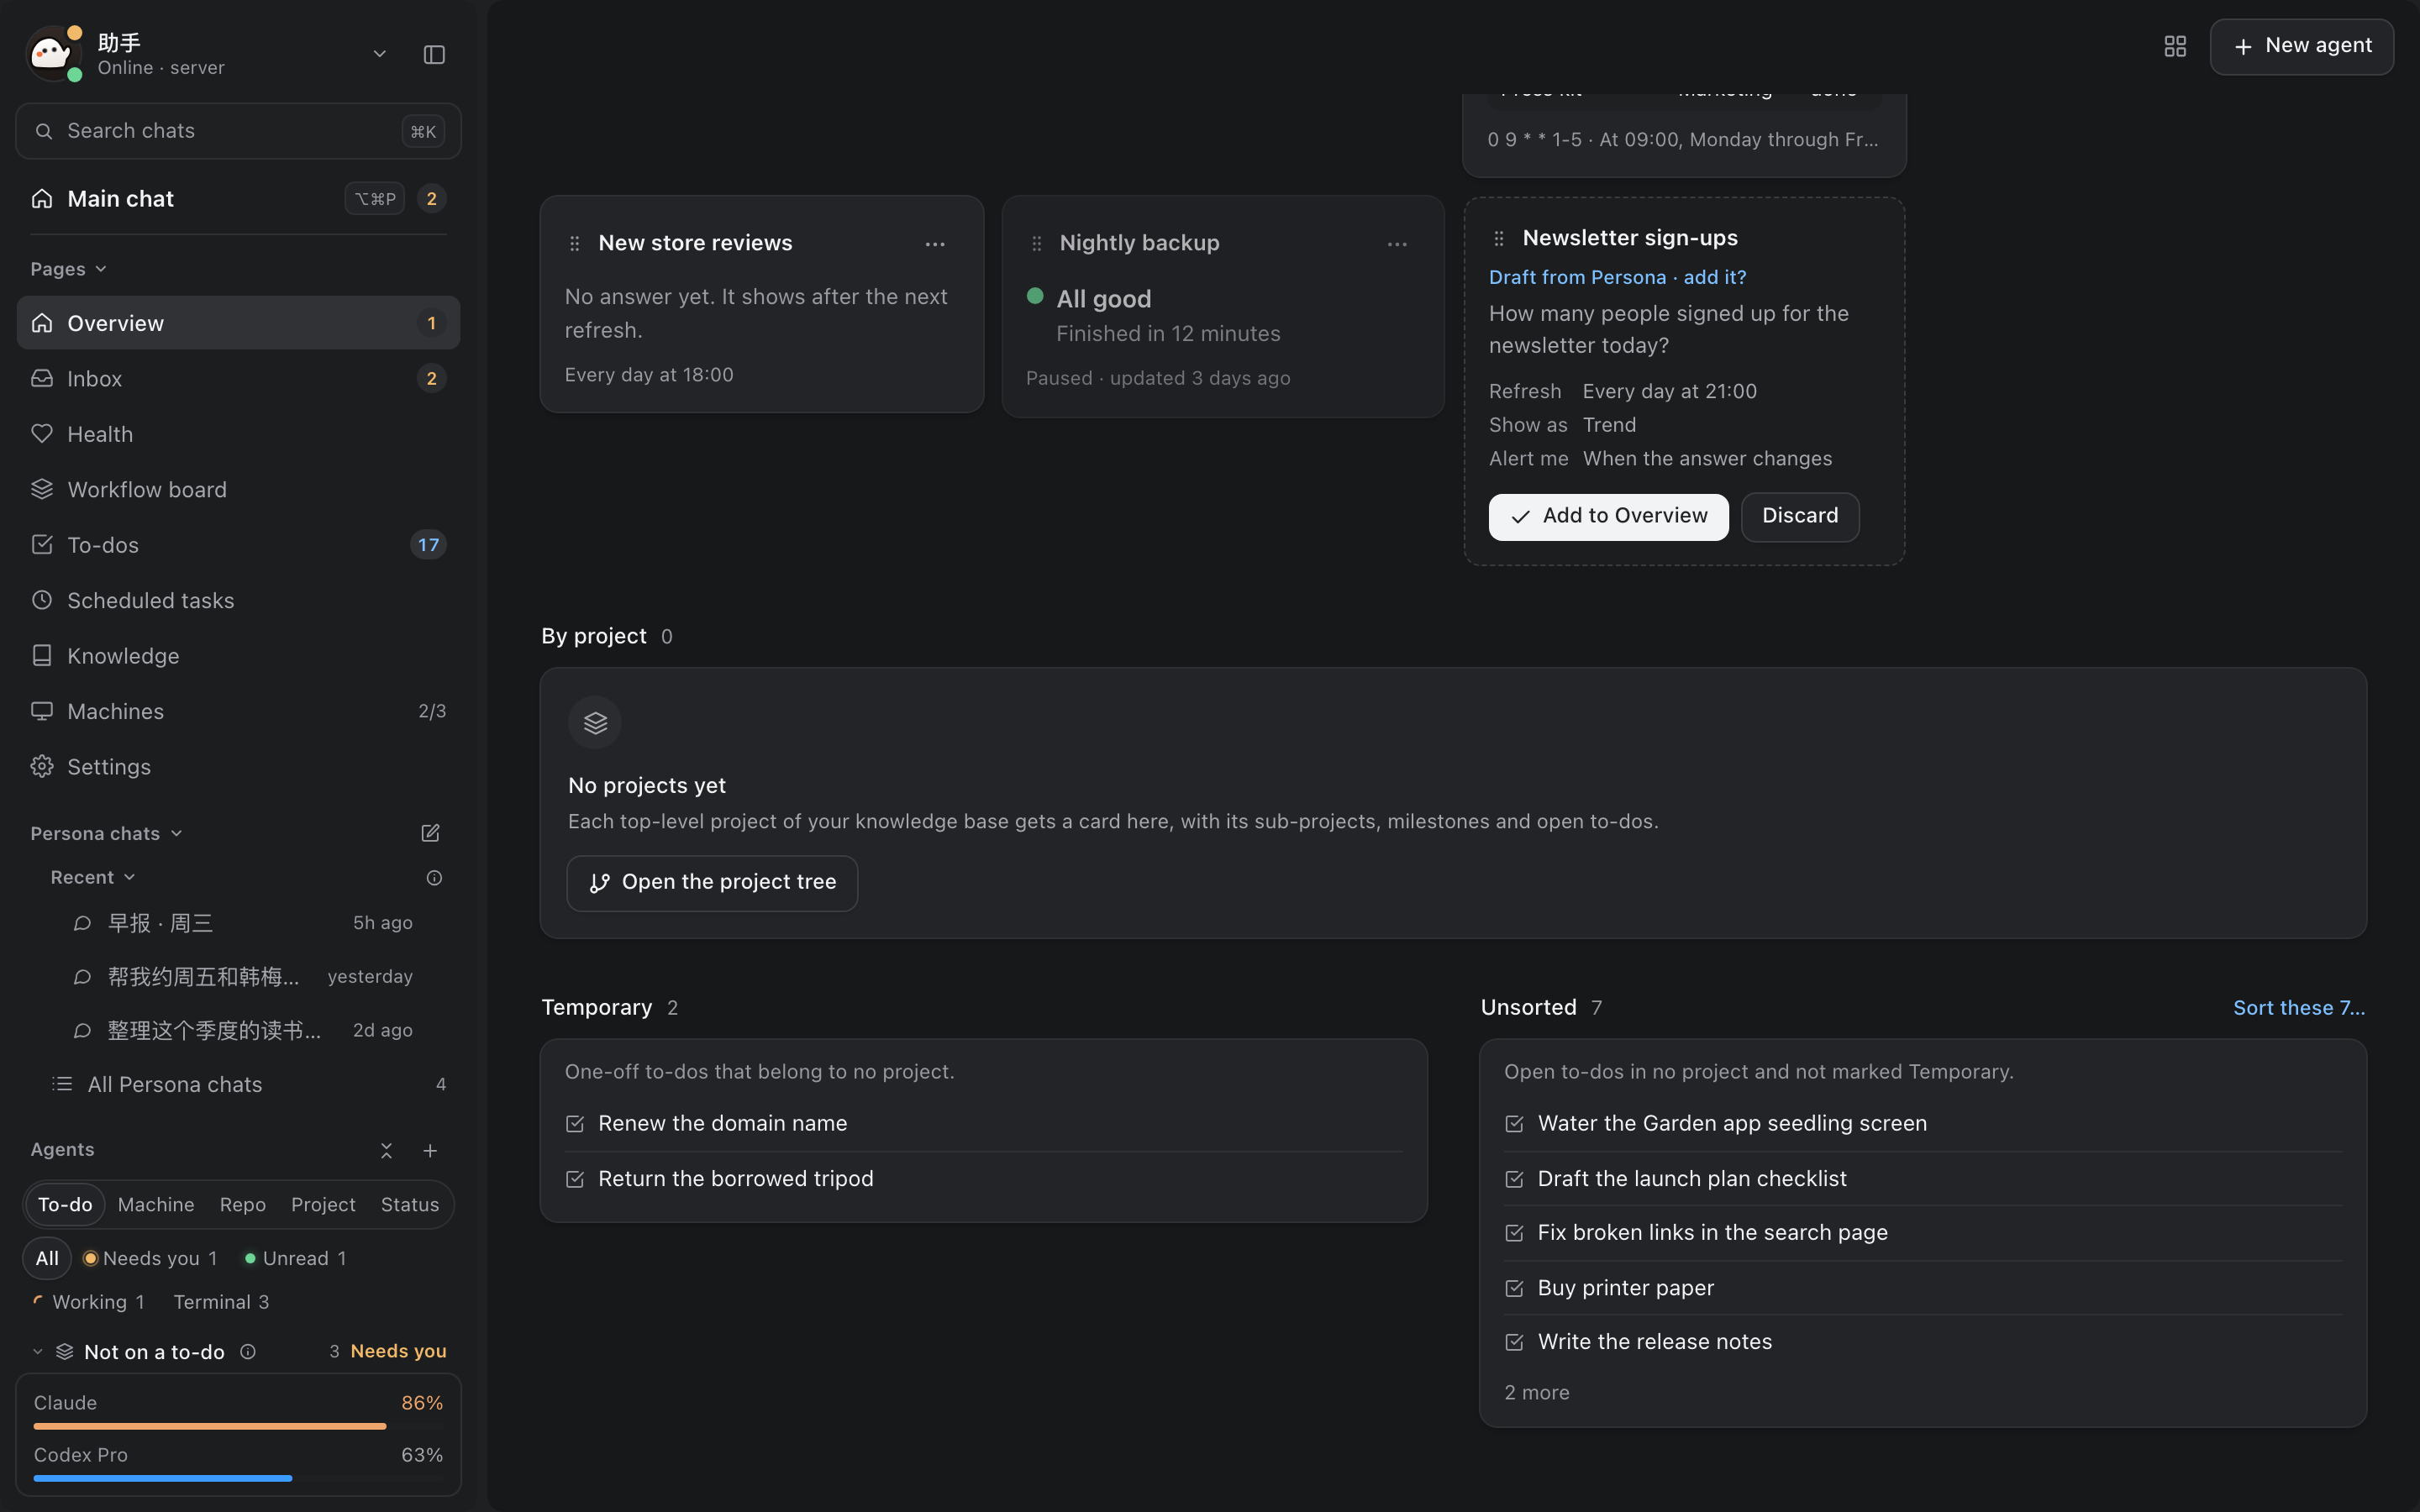 助手
Online · server
Search chats
⌘K
Main chat
⌥⌘P
2
Pages
Overview
1
Inbox
2
Health
Workflow board
To-dos
17
Scheduled tasks
Knowledge
Machines
2/3
Settings
Persona chats
Recent
早报 · 周三
5h ago
帮我约周五和韩梅...
yesterday
整理这个季度的读书...
2d ago
All Persona chats
4
Agents
To-do
Machine
Repo
Project
Status
All
Needs you 1
Unread 1
Working 1
Terminal 3
Not on a to-do
3 Needs you
Claude
86%
Codex Pro
63%
New agent
0 9 * * 1-5 · At 09:00, Monday through Fr...
New store reviews
No answer yet. It shows after the next
refresh.
Every day at 18:00
Nightly backup
All good
Finished in 12 minutes
Paused · updated 3 days ago
Newsletter sign-ups
Draft from Persona · add it?
How many people signed up for the
newsletter today?
Refresh Every day at 21:00
Show as Trend
Alert me When the answer changes
Add to Overview
Discard
By project 0
No projects yet
Each top-level project of your knowledge base gets a card here, with its sub-projects, milestones and open to-dos.
Open the project tree
Temporary 2
One-off to-dos that belong to no project.
Renew the domain name
Return the borrowed tripod
Unsorted 7
Sort these 7...
Open to-dos in no project and not marked Temporary.
Water the Garden app seedling screen
Draft the launch plan checklist
Fix broken links in the search page
Buy printer paper
Write the release notes
2 more